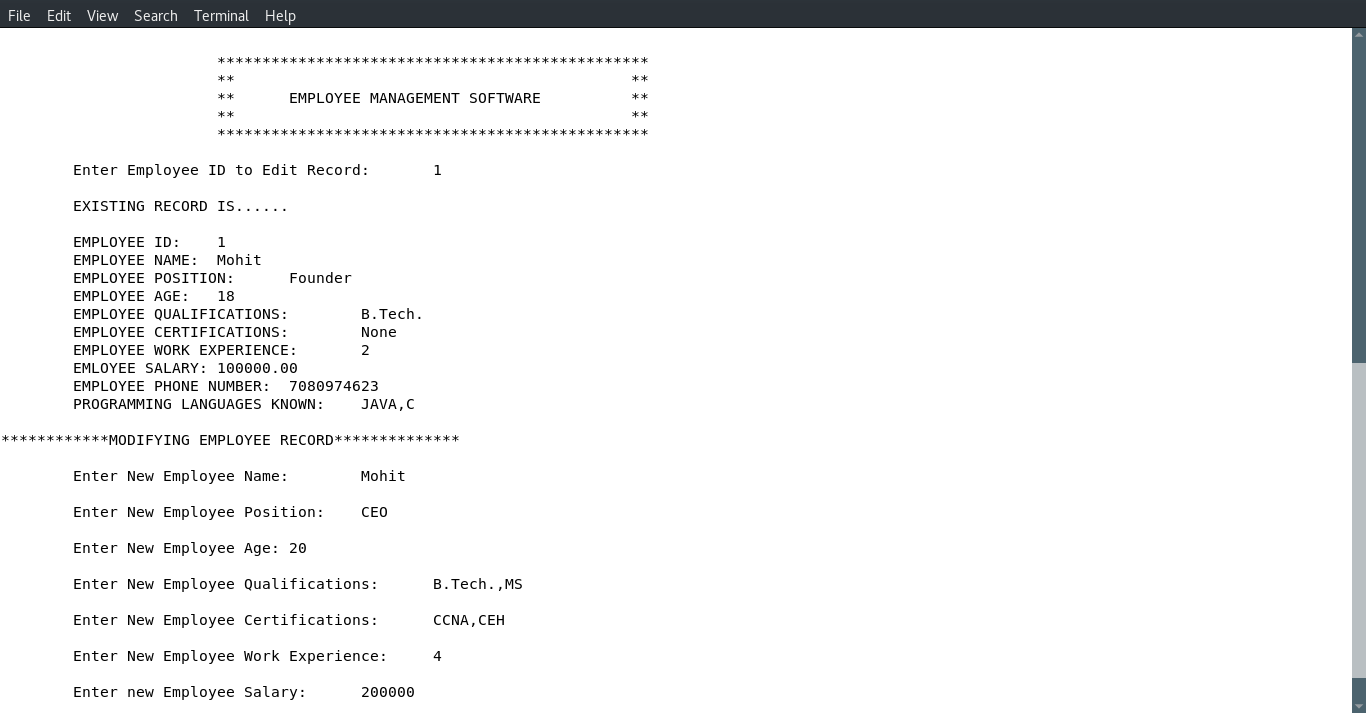 File Edit View Search Terminal Help
************************************************
** **
** EMPLOYEE MANAGEMENT SOFTWARE **
** **
************************************************
Enter Employee ID to Edit Record: 1
EXISTING RECORD IS......
EMPLOYEE ID: 1
EMPLOYEE NAME: Mohit
EMPLOYEE POSITION: Founder
EMPLOYEE AGE: 18
EMPLOYEE QUALIFICATIONS: B.Tech.
EMPLOYEE CERTIFICATIONS: None
EMPLOYEE WORK EXPERIENCE: 2
EMLOYEE SALARY: 100000.00
EMPLOYEE PHONE NUMBER: 7080974623
PROGRAMMING LANGUAGES KNOWN: JAVA,C
************MODIFYING EMPLOYEE RECORD**************
Enter New Employee Name: Mohit
Enter New Employee Position: CEO
Enter New Employee Age: 20
Enter New Employee Qualifications: B.Tech.,MS
Enter New Employee Certifications: CCNA,CEH
Enter New Employee Work Experience: 4
Enter new Employee Salary: 200000